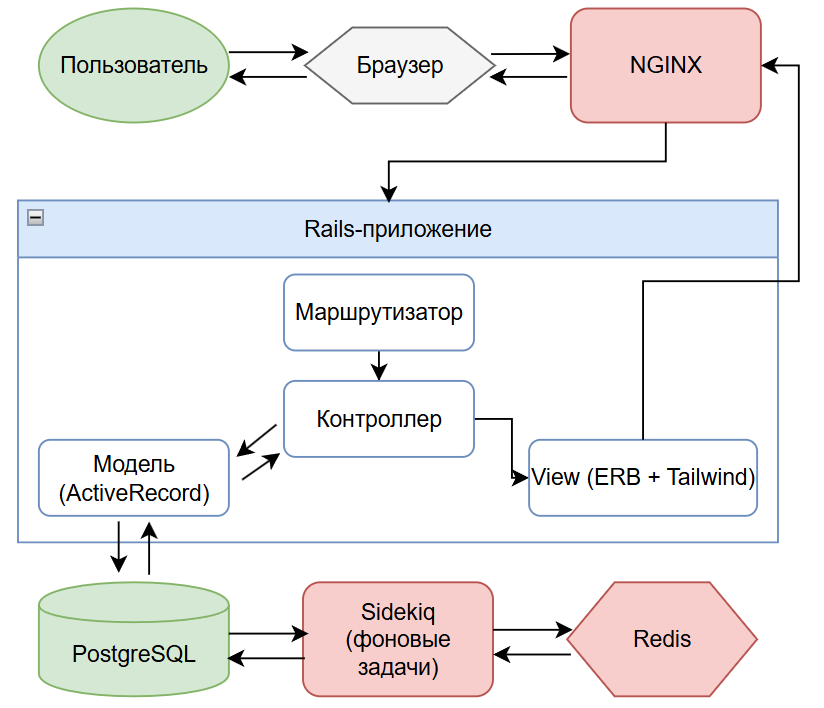 Пользователь
Браузер
NGINX
Rails-приложение
Маршрутизатор
Контроллер
Модель
(ActiveRecord)
View (ERB + Tailwind)
PostgreSQL
Sidekiq
(фоновые
задачи)
Redis